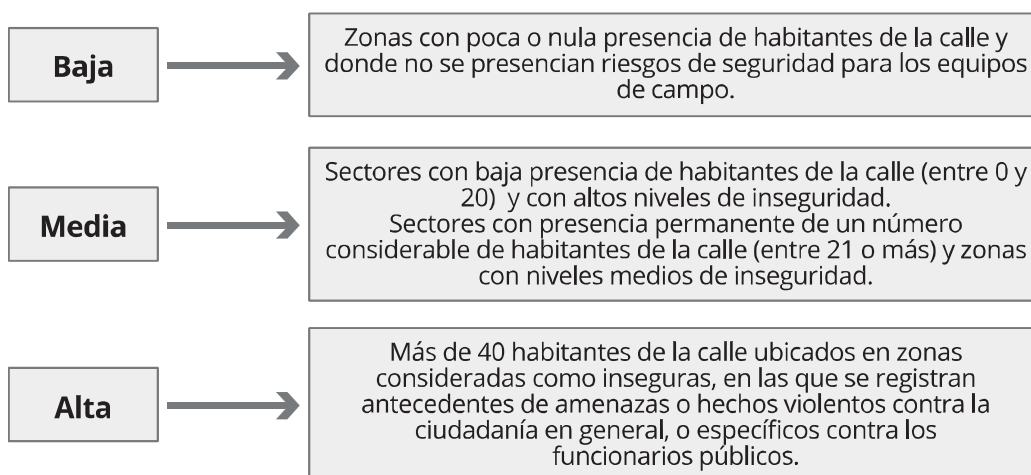 Baja
Zonas con poca o nula presencia de habitantes de la calle y
donde no se presencian riesgos de seguridad para los equipos
de campo.
Media
Sectores con baja presencia de habitantes de la calle (entre 0 y
20) y con altos niveles de inseguridad.
Sectores con presencia permanente de un número
considerable de habitantes de la calle (entre 21 o más) y zonas
con niveles medios de inseguridad.
Alta
Más de 40 habitantes de la calle ubicados en zonas
consideradas como inseguras, en las que se registran
antecedentes de amenazas o hechos violentos contra la
ciudadanía en general, o específicos contra los
funcionarios públicos.